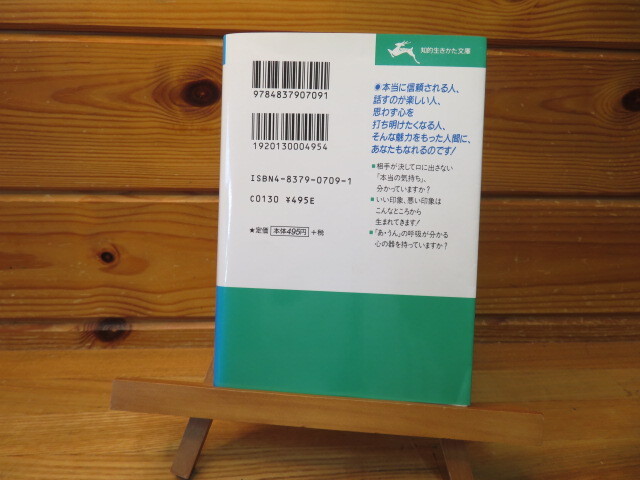 知的生きかた文庫
9784837907091
1920130004954
ISBN4-8379-0709-1
C0130 ¥495E
★定価 本体495円 +税
●本当に信頼される人、
話すのが楽しい人、
思わず心を
打ち明けたくなる人、
そんな魅力をもった人間に、
あなたもなれるのです!
■相手が決して口に出さない
「本当の気持ち」、
分かっていますか?
■いい印象、悪い印象は
こんなところから
生まれてきます!
■「あ・うん」の呼吸が分かる
心の器を持っていますか?